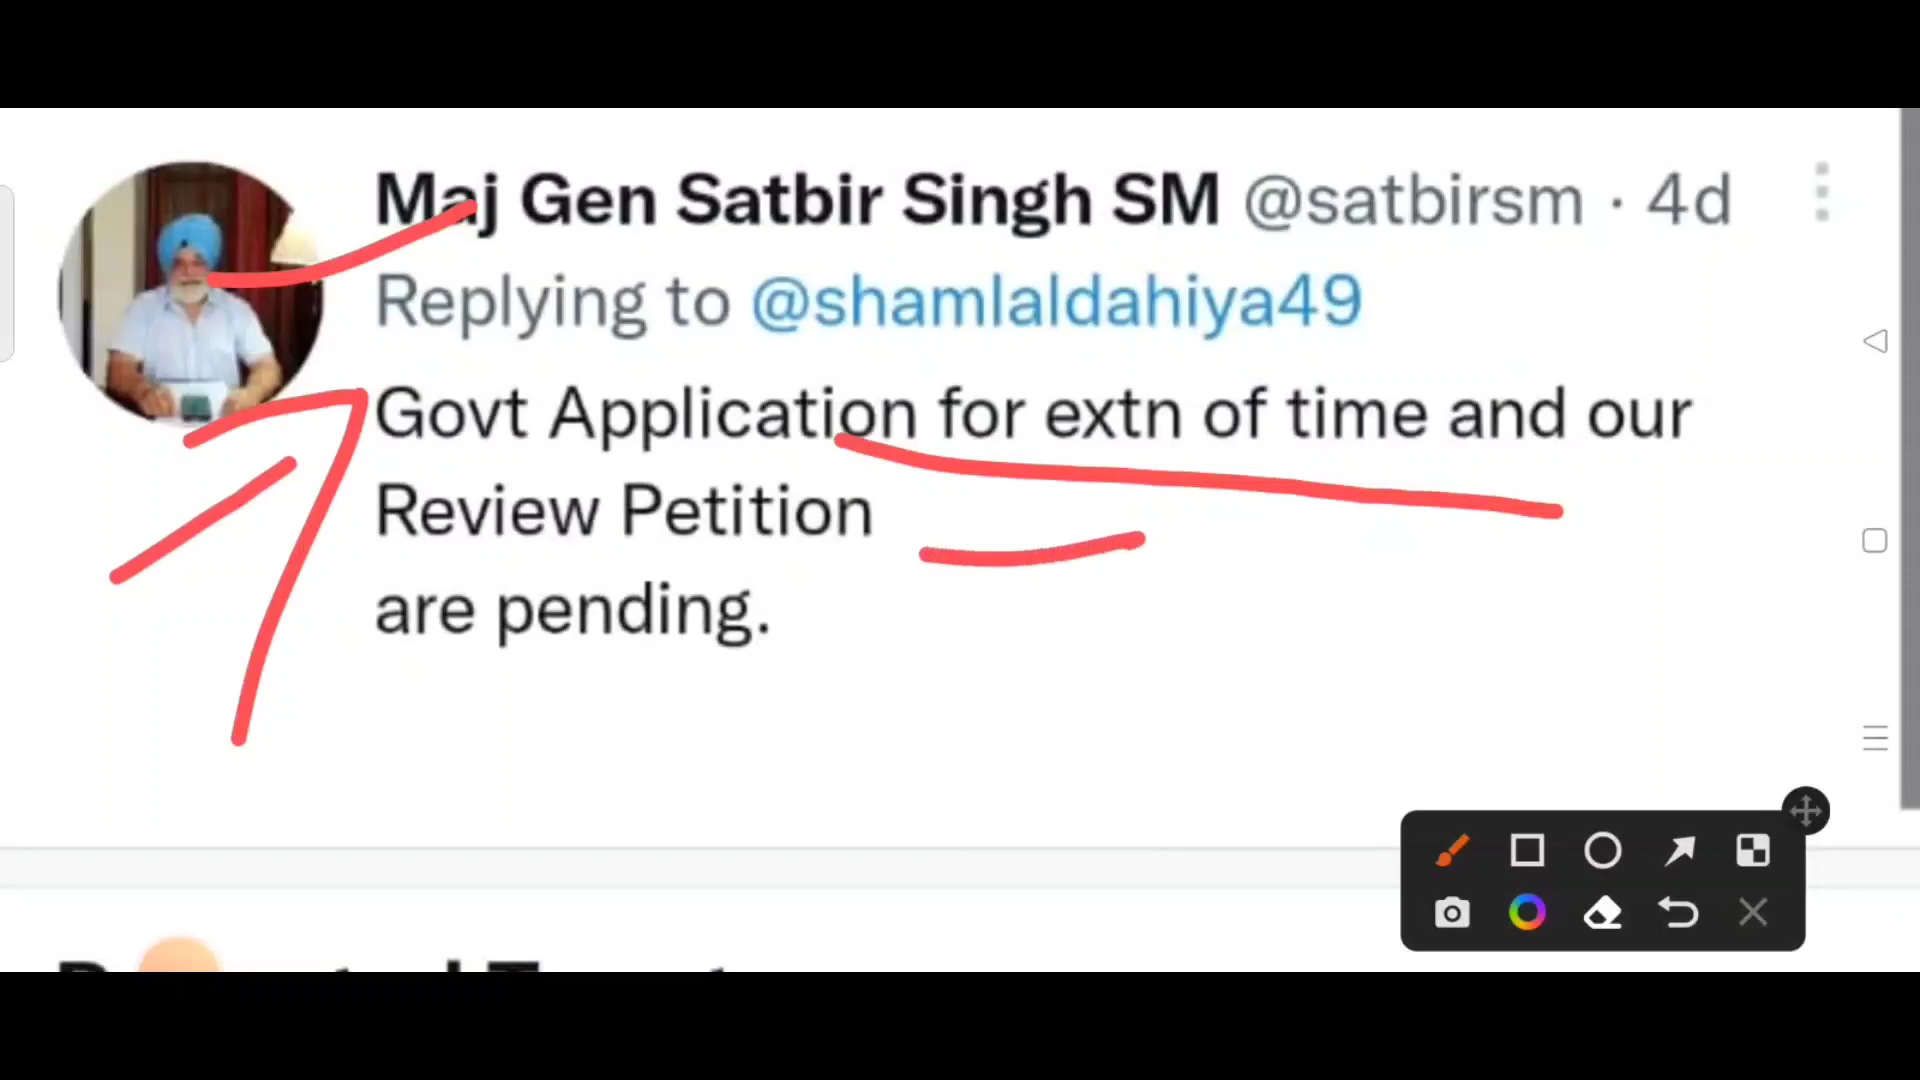 Maj Gen Satbir Singh SM @satbirsm · 4d
Replying to @shamlaldahiya49
Govt Application for extn of time and our
Review Petition
are pending.